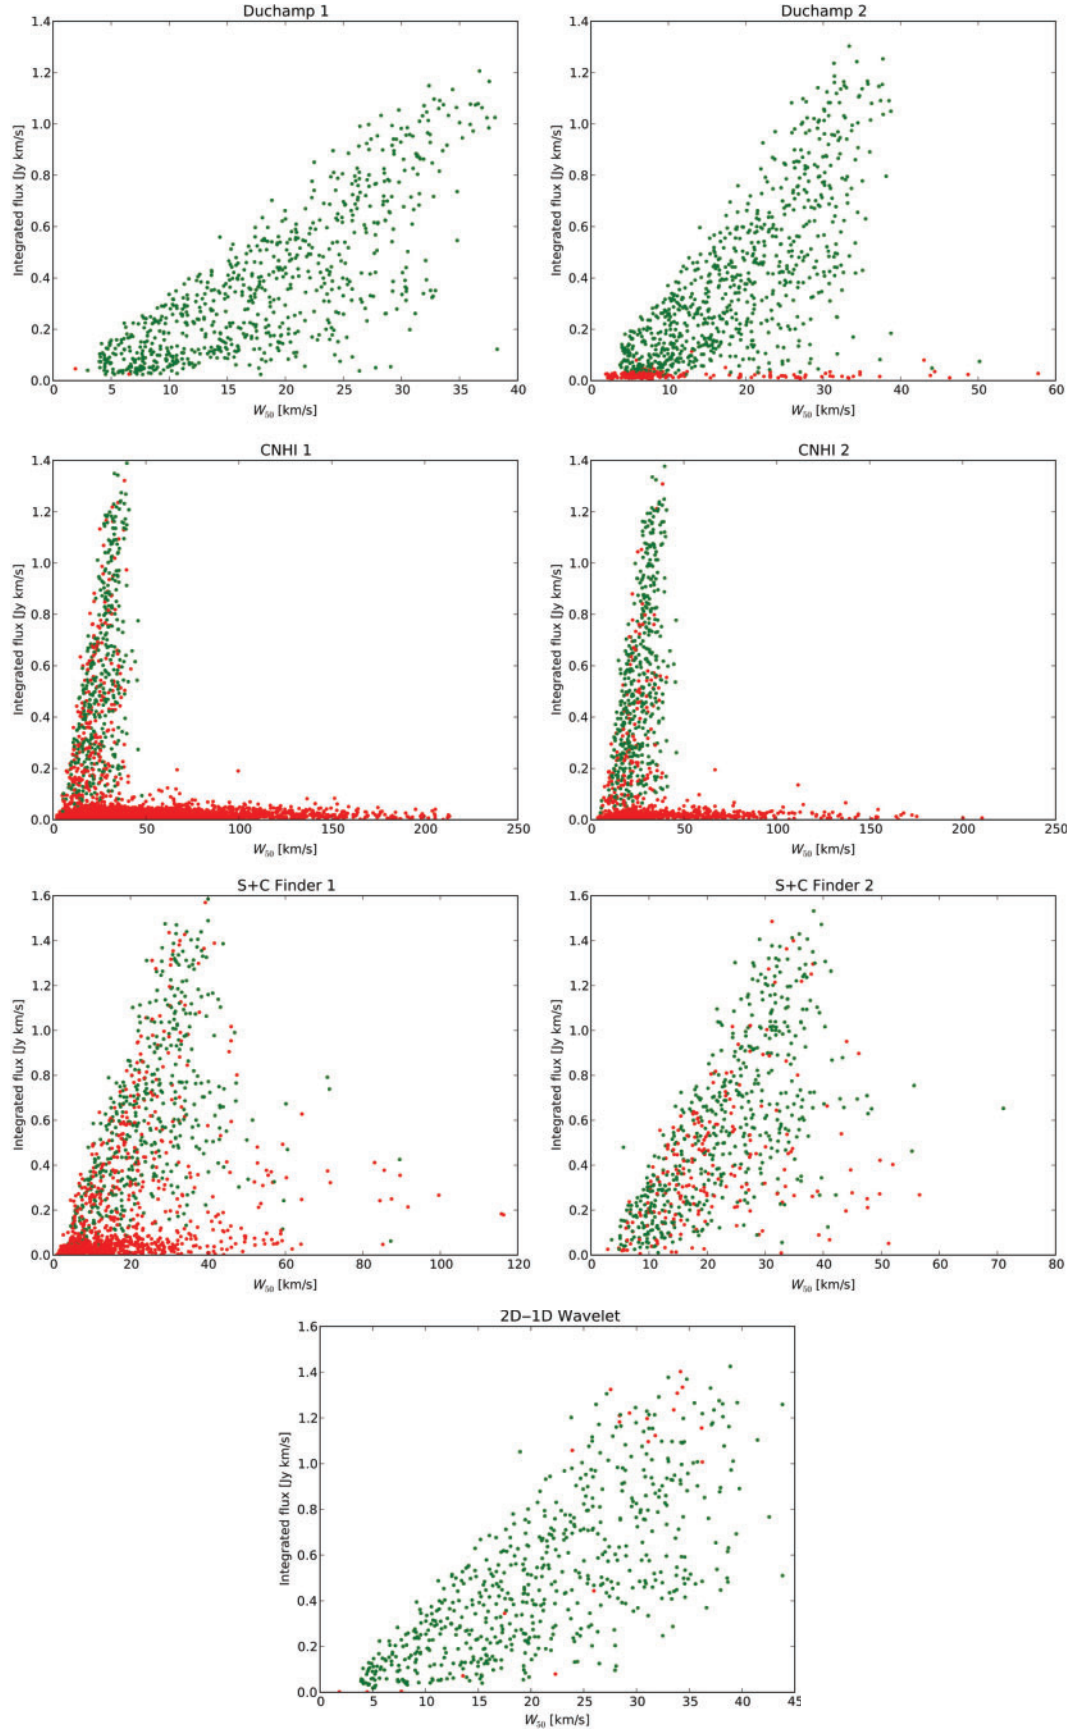 Duchamp 1
Integrated flux [Jy km/s]
1.4
1.2
1.0
0.8
0.6
0.4
0.2
0.0
0 5 10 15 20 25 30 35 40
W50 [km/s]
Duchamp 2
Integrated flux [Jy km/s]
1.4
1.2
1.0
0.8
0.6
0.4
0.2
0.0
0 10 20 30 40 50 60
W50 [km/s]
CNHI 1
Integrated flux [Jy km/s]
1.4
1.2
1.0
0.8
0.6
0.4
0.2
0.0
0 50 100 150 200 250
W50 [km/s]
CNHI 2
Integrated flux [Jy km/s]
1.4
1.2
1.0
0.8
0.6
0.4
0.2
0.0
0 50 100 150 200 250
W50 [km/s]
S+C Finder 1
Integrated flux [Jy km/s]
1.6
1.4
1.2
1.0
0.8
0.6
0.4
0.2
0.0
0 20 40 60 80 100 120
W50 [km/s]
S+C Finder 2
Integrated flux [Jy km/s]
1.6
1.4
1.2
1.0
0.8
0.6
0.4
0.2
0.0
0 10 20 30 40 50 60 70 80
W50 [km/s]
2D–1D Wavelet
Integrated flux [Jy km/s]
1.6
1.4
1.2
1.0
0.8
0.6
0.4
0.2
0.0
0 5 10 15 20 25 30 35 40 45
W50 [km/s]